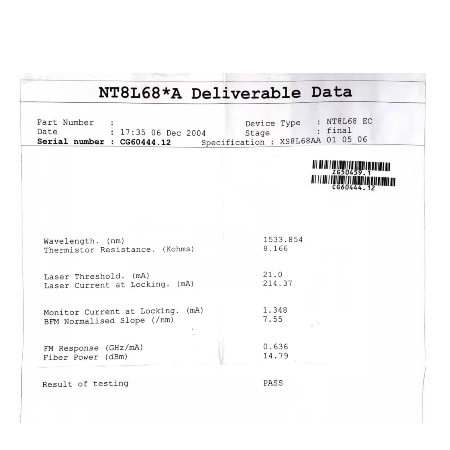 NT8L68*A Deliverable Data
Part Number : Device Type : NT8L68 EC
Date : 17:35 06 Dec 2004 Stage : final
Serial number : CG60444.12 Specification : XS8L68AA 01 05 06
CG60444.12
Wavelength. (nm) 1533.854
Thermistor Resistance. (Kohms) 8.166
Laser Threshold. (mA) 21.0
Laser Current at Locking. (mA) 214.37
Monitor Current at Locking. (mA) 1.348
BFM Normalised Slope (/nm) 7.55
FM Response (GHz/mA) 0.636
Fiber Power (dBm) 14.79
Result of testing PASS